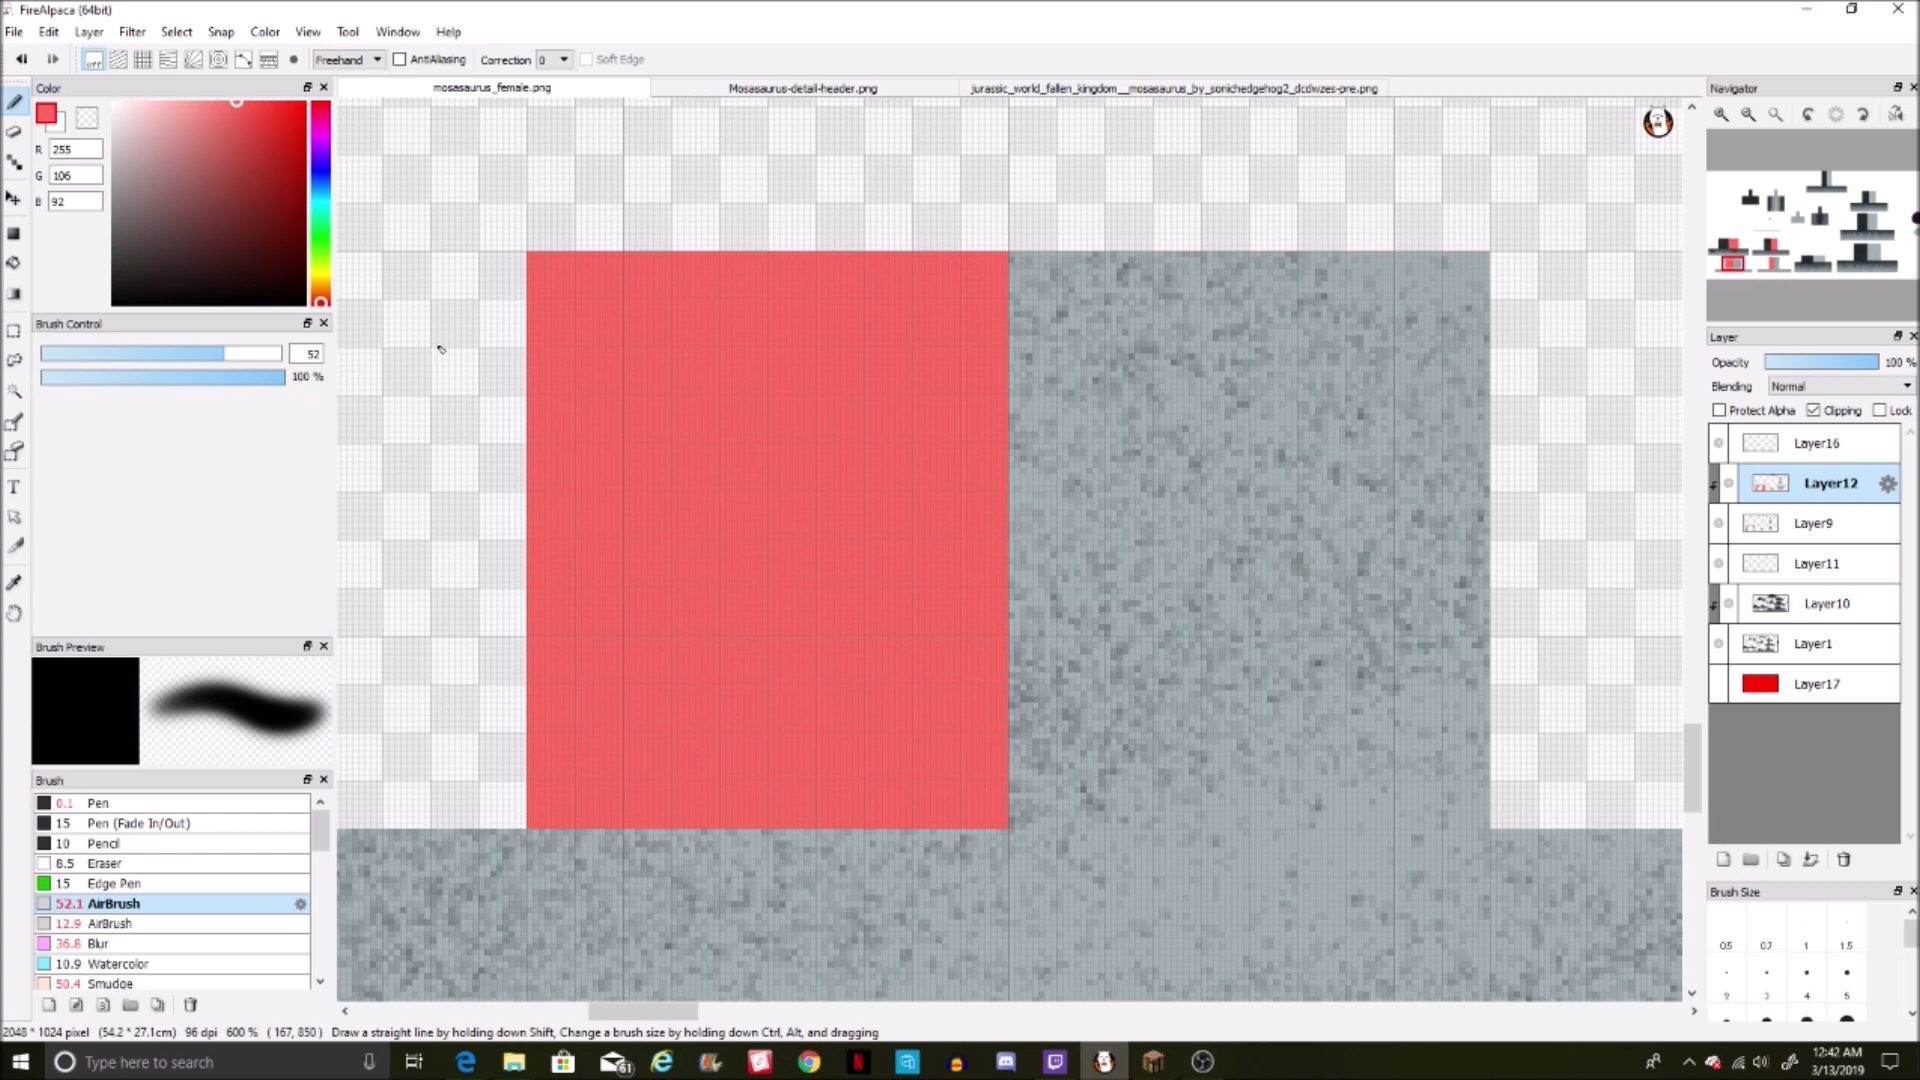 FireAlpaca (64bit)
File Edit Layer Filter Select Snap Color View Tool Window Help
off Freehand AntiAliasing Correction 0 Soft Edge
Color
mosasaurus_female.png
Mosasaurus-detail-header.png
jurassic_world_fallen_kingdom__mosasaurus_by_sonichedgehog2_dcdwzes-pre.png
Navigator
R 255
G 106
B 92
Brush Control
52
100 %
Layer
Opacity 100 %
Blending Normal
Protect Alpha Clipping Lock
Layer16
Layer12
Layer9
Layer11
Layer10
Layer1
Layer17
Brush Preview
Brush
0.1 Pen
15 Pen (Fade In/Out)
10 Pencil
8.5 Eraser
15 Edge Pen
52.1 AirBrush
12.9 AirBrush
36.8 Blur
10.9 Watercolor
50.4 Smudge
Brush Size
0.5 0.7 1 1.5
2 3 4 5
2048 * 1024 pixel (54.2 * 27.1cm) 96 dpi 600 % ( 167, 850 ) Draw a straight line by holding down Shift, Change a brush size by holding down Ctrl, Alt, and dragging
Type here to search
61
12:42 AM
3/13/2019